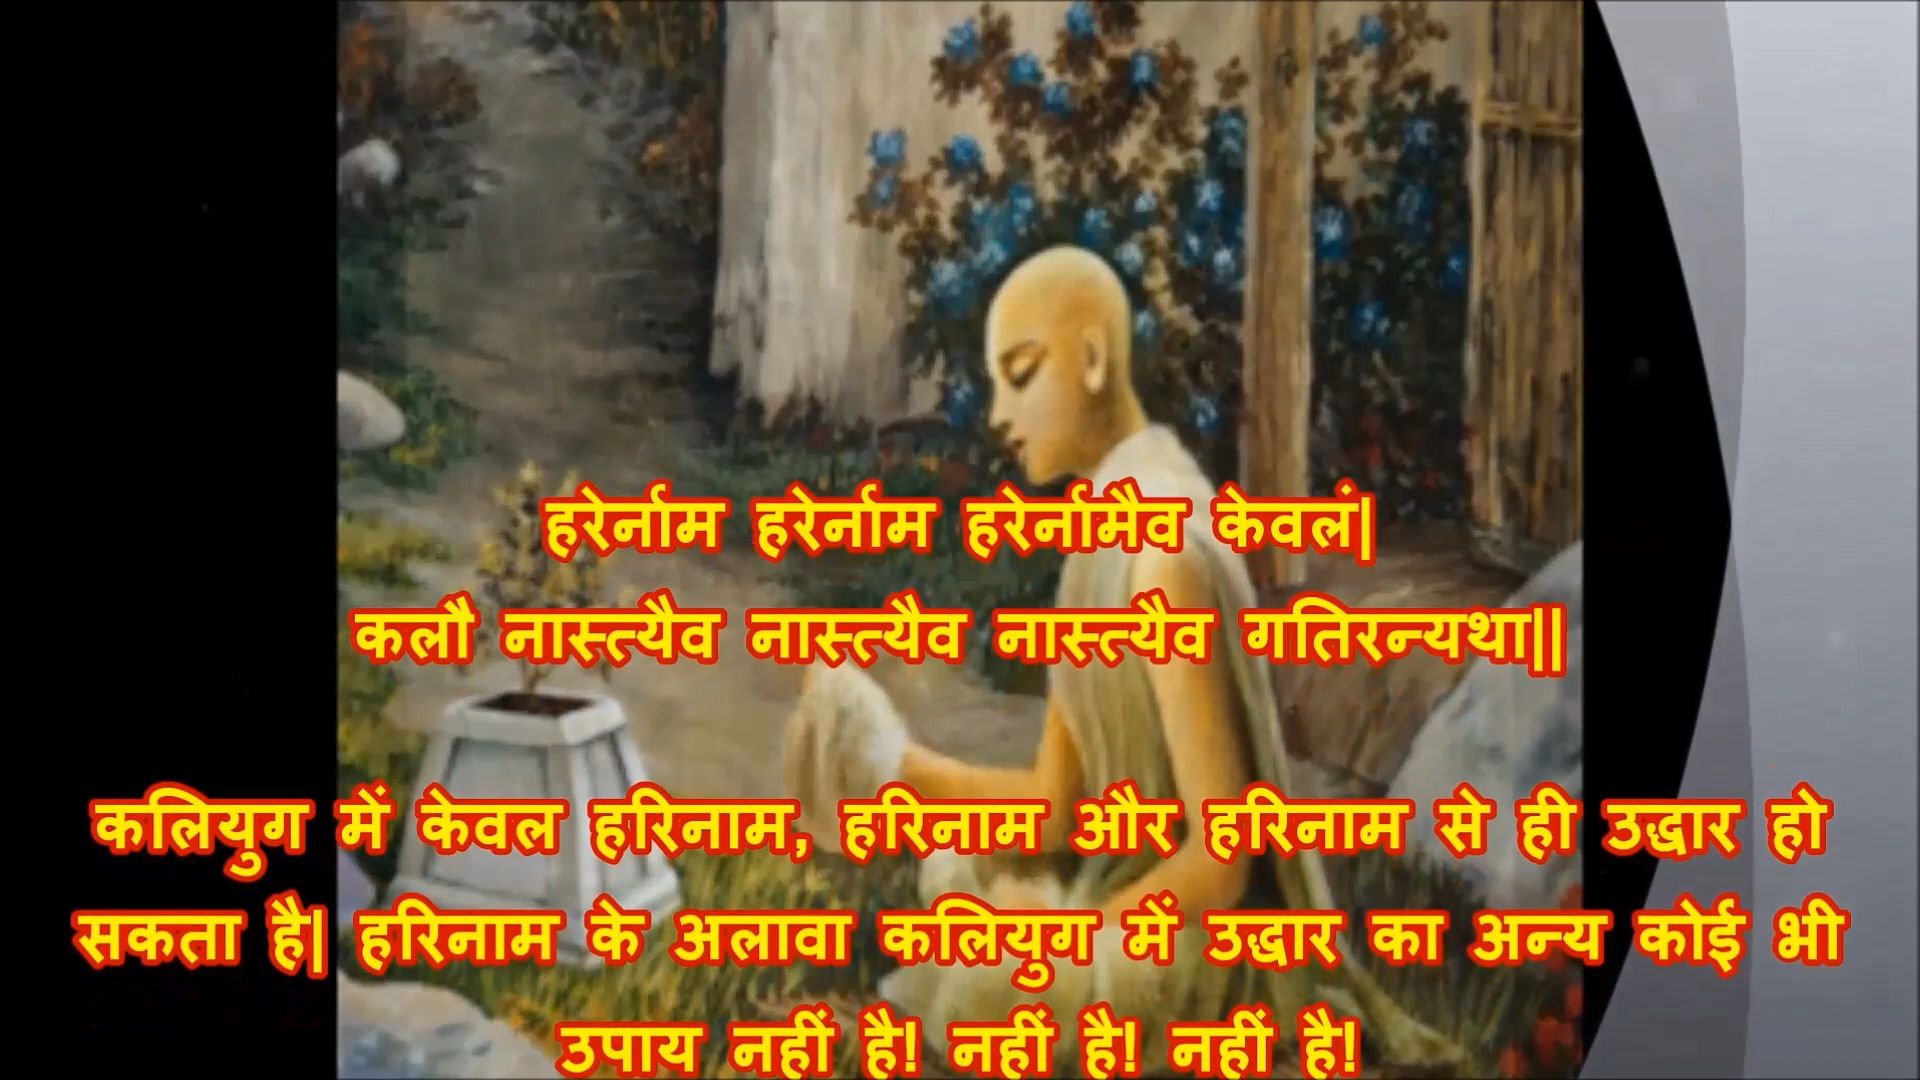 हरेर्नाम हरेर्नाम हरेर्नामैव केवलं|
कलौ नास्त्यैव नास्त्यैव नास्त्यैव गतिरन्यथा||
कलियुग में केवल हरिनाम, हरिनाम और हरिनाम से ही उद्धार हो
सकता है| हरिनाम के अलावा कलियुग में उद्धार का अन्य कोई भी
उपाय नहीं है! नहीं है! नहीं है!